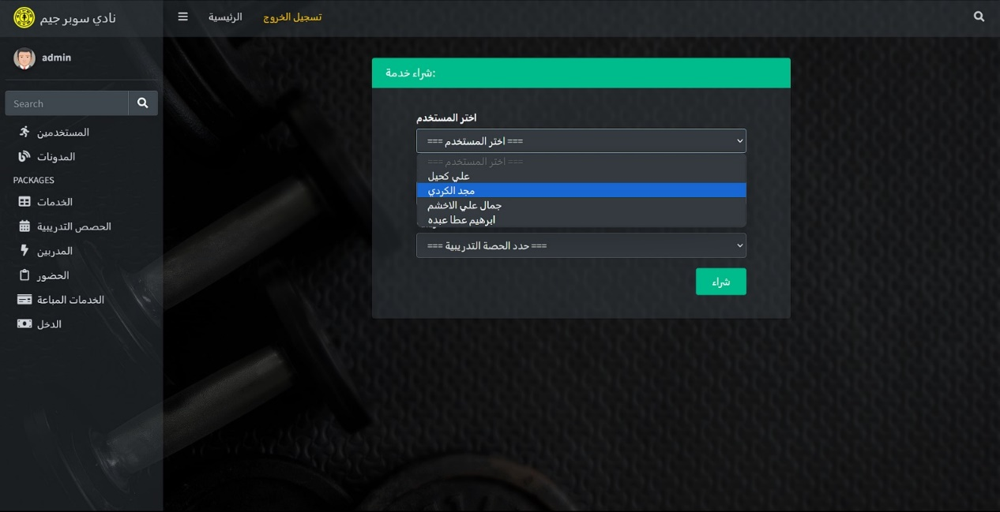 نادي سوبر جيم
الرئيسية
تسجيل الخروج
admin
Search
المستخدمين
المدونات
PACKAGES
الخدمات
الحصص التدريبية
المدربين
الحضور
الخدمات المباعة
الدخل
شراء خدمة:
اختر المستخدم
=== اختر المستخدم ===
=== اختر المستخدم ===
علي كحيل
مجد الكردي
جمال علي الاخشم
ابرهيم عطا عبده
=== حدد الحصة التدريبية ===
شراء